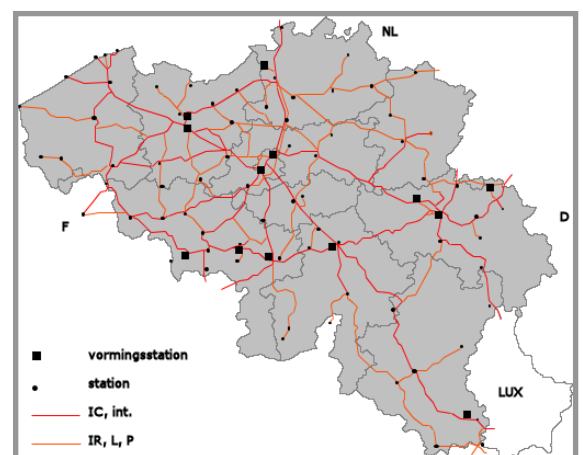 NL
F
D
vormingsstation
station
LUX
IC, int.
IR, L, P